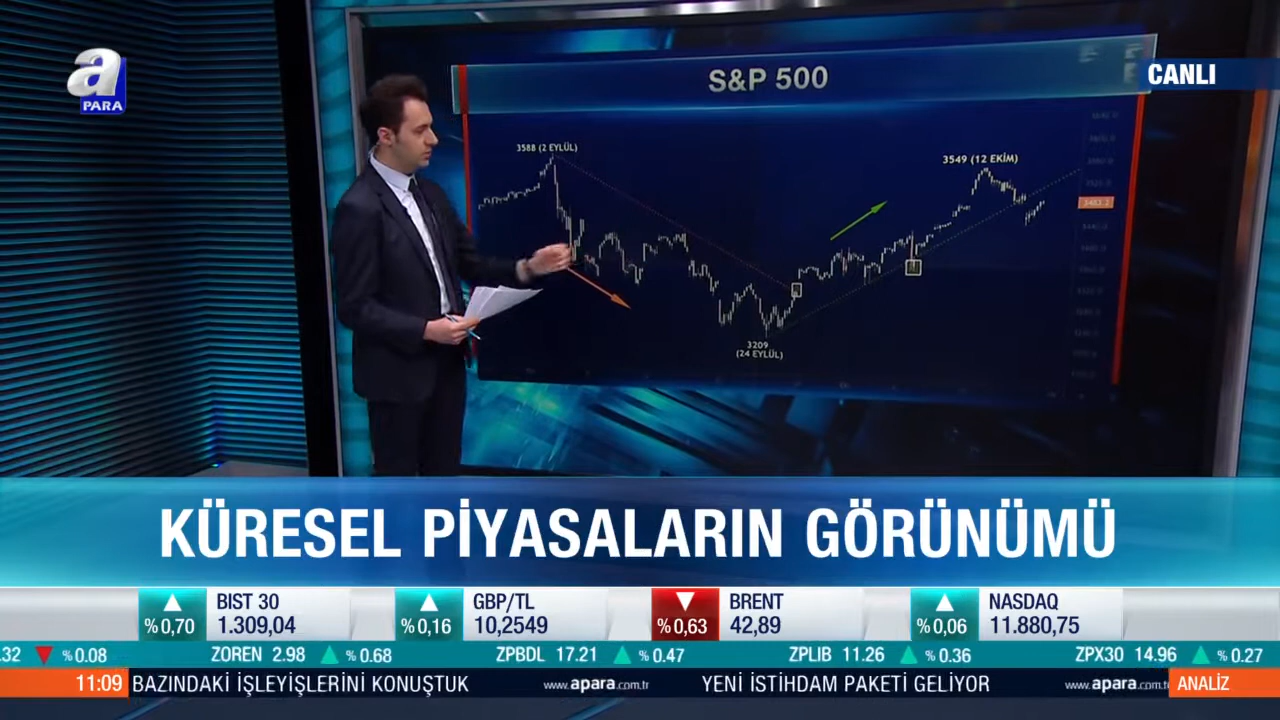 a
PARA
S&P 500
CANLI
3588 (2 EYLÜL)
3549 (12 EKİM)
3209
(24 EYLÜL)
KÜRESEL PİYASALARIN GÖRÜNÜMÜ
%0,70 BIST 30 1.309,04
%0,16 GBP/TL 10,2549
%0,63 BRENT 42,89
%0,06 NASDAQ 11.880,75
.32 %0.08 ZOREN 2.98 %0.68 ZPBDL 17.21 %0.47 ZPLIB 11.26 %0.36 ZPX30 14.96 %0.27
11:09 BAZINDAKİ İŞLEYİŞLERİNİ KONUŞTUK www.apara.com.tr YENİ İSTİHDAM PAKETİ GELİYOR www.apara.com.t ANALİZ